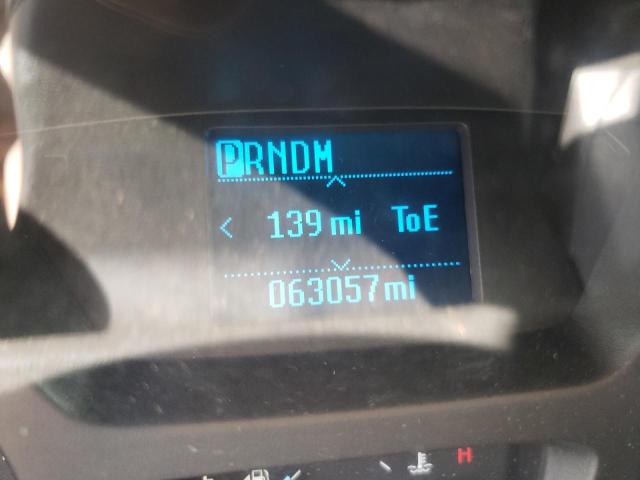 PRNDM
< 139 mi ToE
063057mi
H